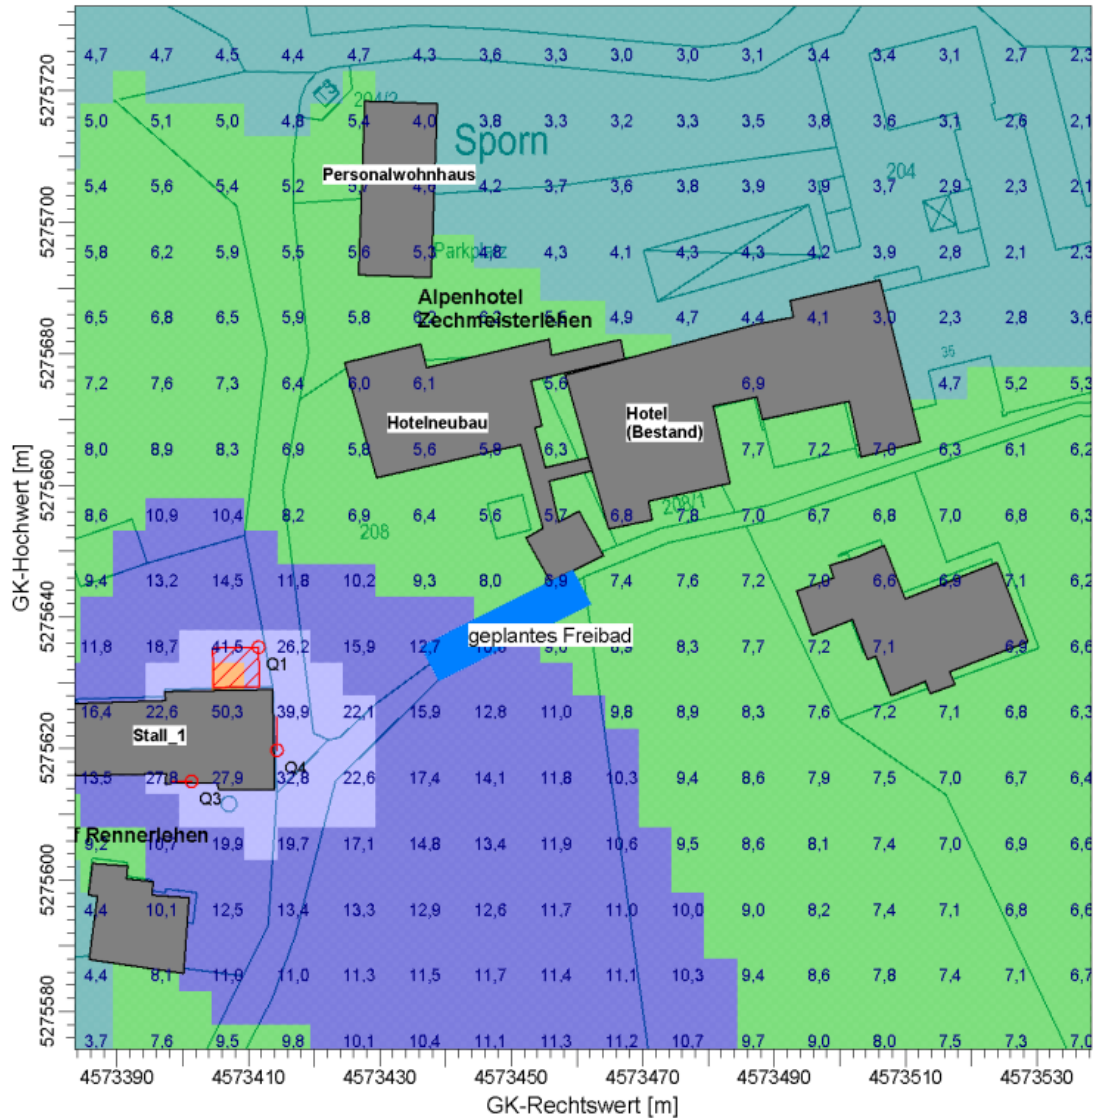 4,7 4,7 4,5 4,4 4,7 4,3 3,6 3,3 3,0 3,0 3,1 3,4 3,4 3,1 2,7 2,3
5275720
TS
204/2
5,0 5,1 5,0 4,8 5,4 4,0 3,8 3,3 3,2 3,3 3,5 3,8 3,6 3,1 2,6 2,1
Sporn
Personalwohnhaus
204
5,4 5,6 5,4 5,2 4,2 3,7 3,6 3,8 3,9 3,9 3,7 2,9 2,3 2,1
5275700
5,8 6,2 5,9 5,5 5,6 5,3 Parkplatz 4,8 4,3 4,1 4,3 4,3 4,2 3,9 2,8 2,1 2,3
Alpenhotel
Zechmeisterlehen
6,5 6,8 6,5 5,9 5,8 4,9 4,7 4,4 4,1 3,0 2,3 2,8 3,6
5275680
35
7,2 7,6 7,3 6,4 6,0 6,1 5,6 6,9 4,7 5,2 5,3
Hotelneubau
Hotel
(Bestand)
8,0 8,9 8,3 6,9 5,8 5,6 5,8 6,3 7,7 7,2 7,0 6,3 6,1 6,2
5275660
208/1
8,6 10,9 10,4 8,2 6,9 6,4 5,6 5,7 6,8 7,8 7,0 6,7 6,8 7,0 6,8 6,3
208
9,4 13,2 14,5 11,8 10,2 9,3 8,0 6,9 7,4 7,6 7,2 7,0 6,6 6,9 7,1 6,2
5275640
geplantes Freibad
11,8 18,7 41,5 26,2 15,9 12,7 8,3 7,7 7,2 7,1 6,9 6,6
Q1
16,4 22,6 50,3 39,9 22,1 15,9 12,8 11,0 9,8 8,9 8,3 7,6 7,2 7,1 6,8 6,3
Stall_1
5275620
Q4
13,5 27,8 27,9 32,8 22,6 17,4 14,1 11,8 10,3 9,4 8,6 7,9 7,5 7,0 6,7 6,4
Q3
f Rennerlehen
9,2 10,7 19,9 19,7 17,1 14,8 13,4 11,9 10,6 9,5 8,6 8,1 7,4 7,0 6,9 6,6
5275600
4,4 10,1 12,5 13,4 13,3 12,9 12,6 11,7 11,0 10,0 9,0 8,2 7,4 7,1 6,8 6,6
4,4 8,1 11,0 11,0 11,3 11,5 11,7 11,4 11,1 10,3 9,4 8,6 7,8 7,4 7,1 6,7
5275580
3,7 7,6 9,5 9,8 10,1 10,4 11,1 11,3 11,2 10,7 9,7 9,0 8,0 7,5 7,3 7,0
GK-Hochwert [m]
4573390 4573410 4573430 4573450 4573470 4573490 4573510 4573530
GK-Rechtswert [m]